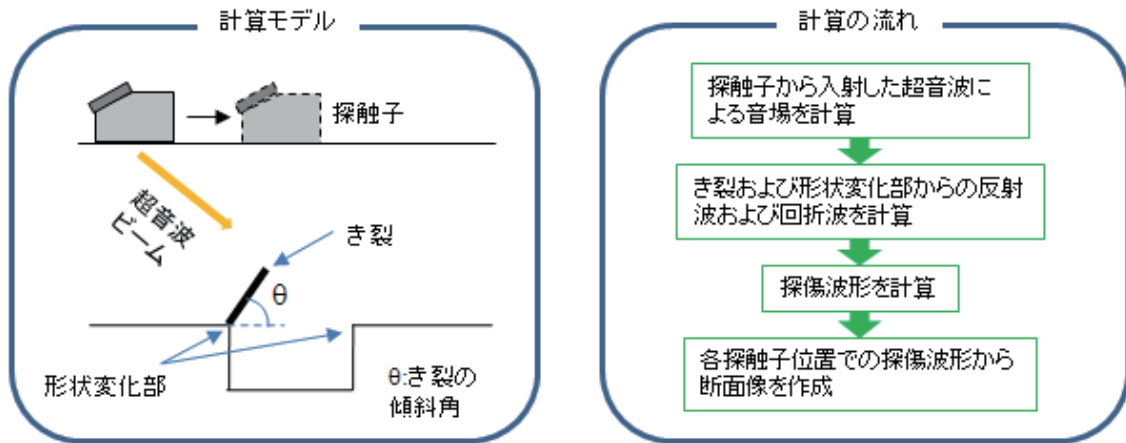 計算モデル
探触子
超音波
ビーム
き裂
θ
形状変化部
θ:き裂の
傾斜角
計算の流れ
探触子から入射した超音波に
よる音場を計算
き裂および形状変化部からの反射
波および回折波を計算
探傷波形を計算
各探触子位置での探傷波形から
断面像を作成